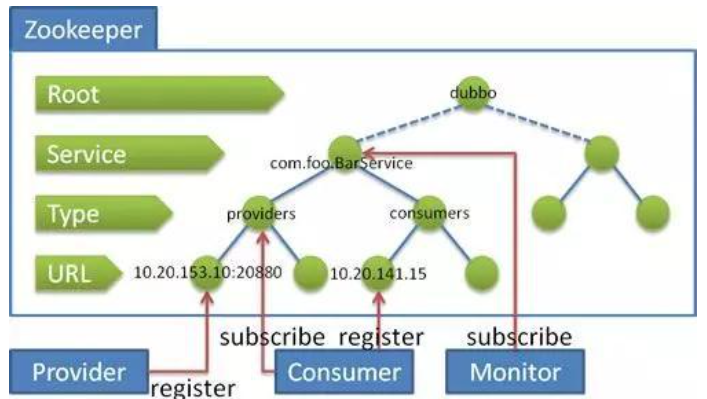 Zookeeper
Root
dubbo
Service
com.foo.BarService
Type
providers
consumers
URL
10.20.153.10:20880
10.20.141.15
subscribe
register
subscribe
Provider
register
Consumer
Monitor